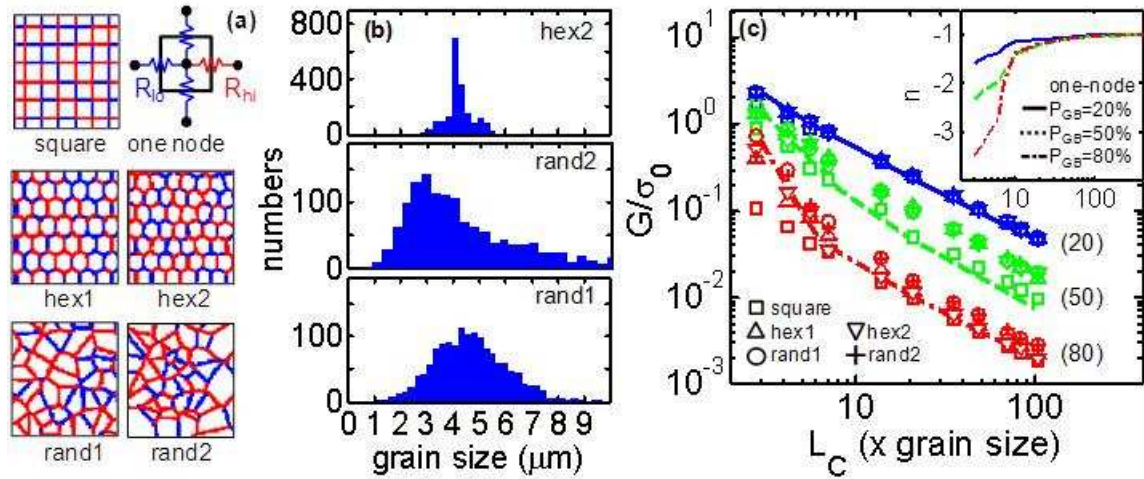 (a)
R_lo
R_hi
square
one node
hex1
hex2
rand1
rand2
(b)
hex2
800
400
0
rand2
100
0
rand1
100
0
numbers
0 1 2 3 4 5 6 7 8 9
grain size (μm)
(c)
10^1
10^0
10^-1
10^-2
10^-3
G/σ_0
-1
-2
-3
n
one-node
P_GB=20%
P_GB=50%
P_GB=80%
10 100
(20)
(50)
(80)
square
hex1
hex2
rand1
rand2
10 100
L_C (x grain size)